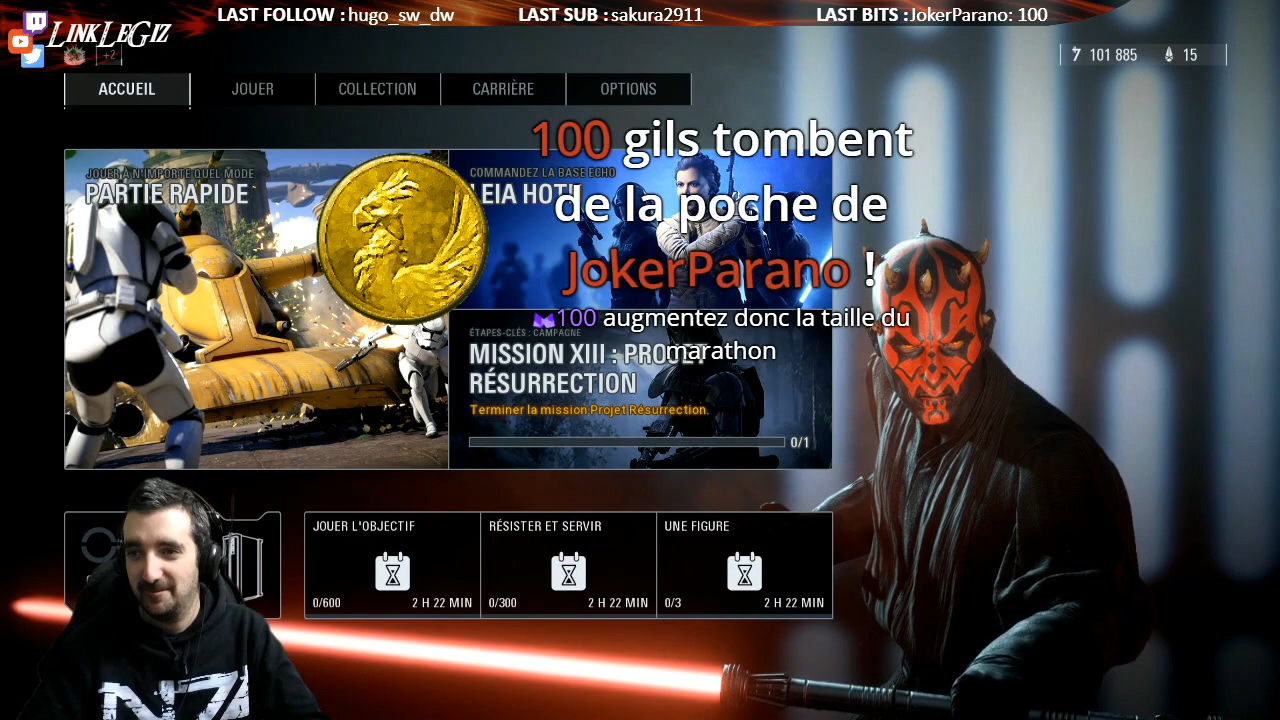 LAST FOLLOW : hugo_sw_dw
LAST SUB : sakura2911
LAST BITS :JokerParano: 100
LINKLEGIZ
+2
101 885
15
ACCUEIL
JOUER
COLLECTION
CARRIÈRE
OPTIONS
100 gils tombent
de la poche de
JokerParano !
100 augmentez donc la taille du
marathon
JOUER À N'IMPORTE QUEL MODE
PARTIE RAPIDE
COMMANDEZ LA BASE ECHO
LEIA HOTH
ÉTAPES-CLÉS : CAMPAGNE
MISSION XIII : PROJET
RÉSURRECTION
Terminer la mission Projet Résurrection.
0/1
JOUER L'OBJECTIF
0/600
2 H 22 MIN
RÉSISTER ET SERVIR
0/300
2 H 22 MIN
UNE FIGURE
0/3
2 H 22 MIN
N7